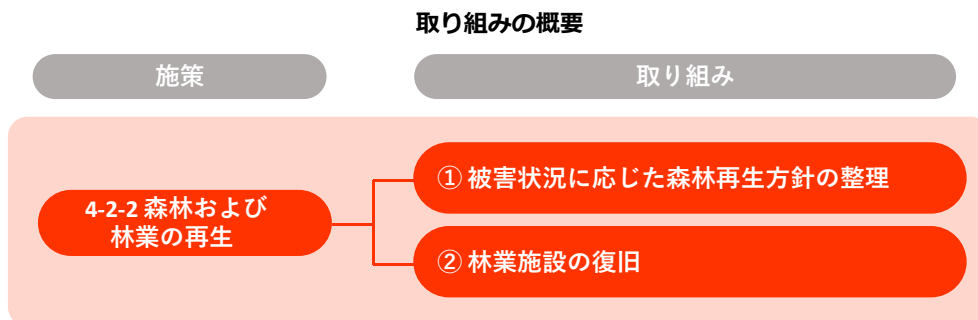 取り組みの概要
施策
取り組み
4-2-2 森林および
林業の再生
① 被害状況に応じた森林再生方針の整理
② 林業施設の復旧